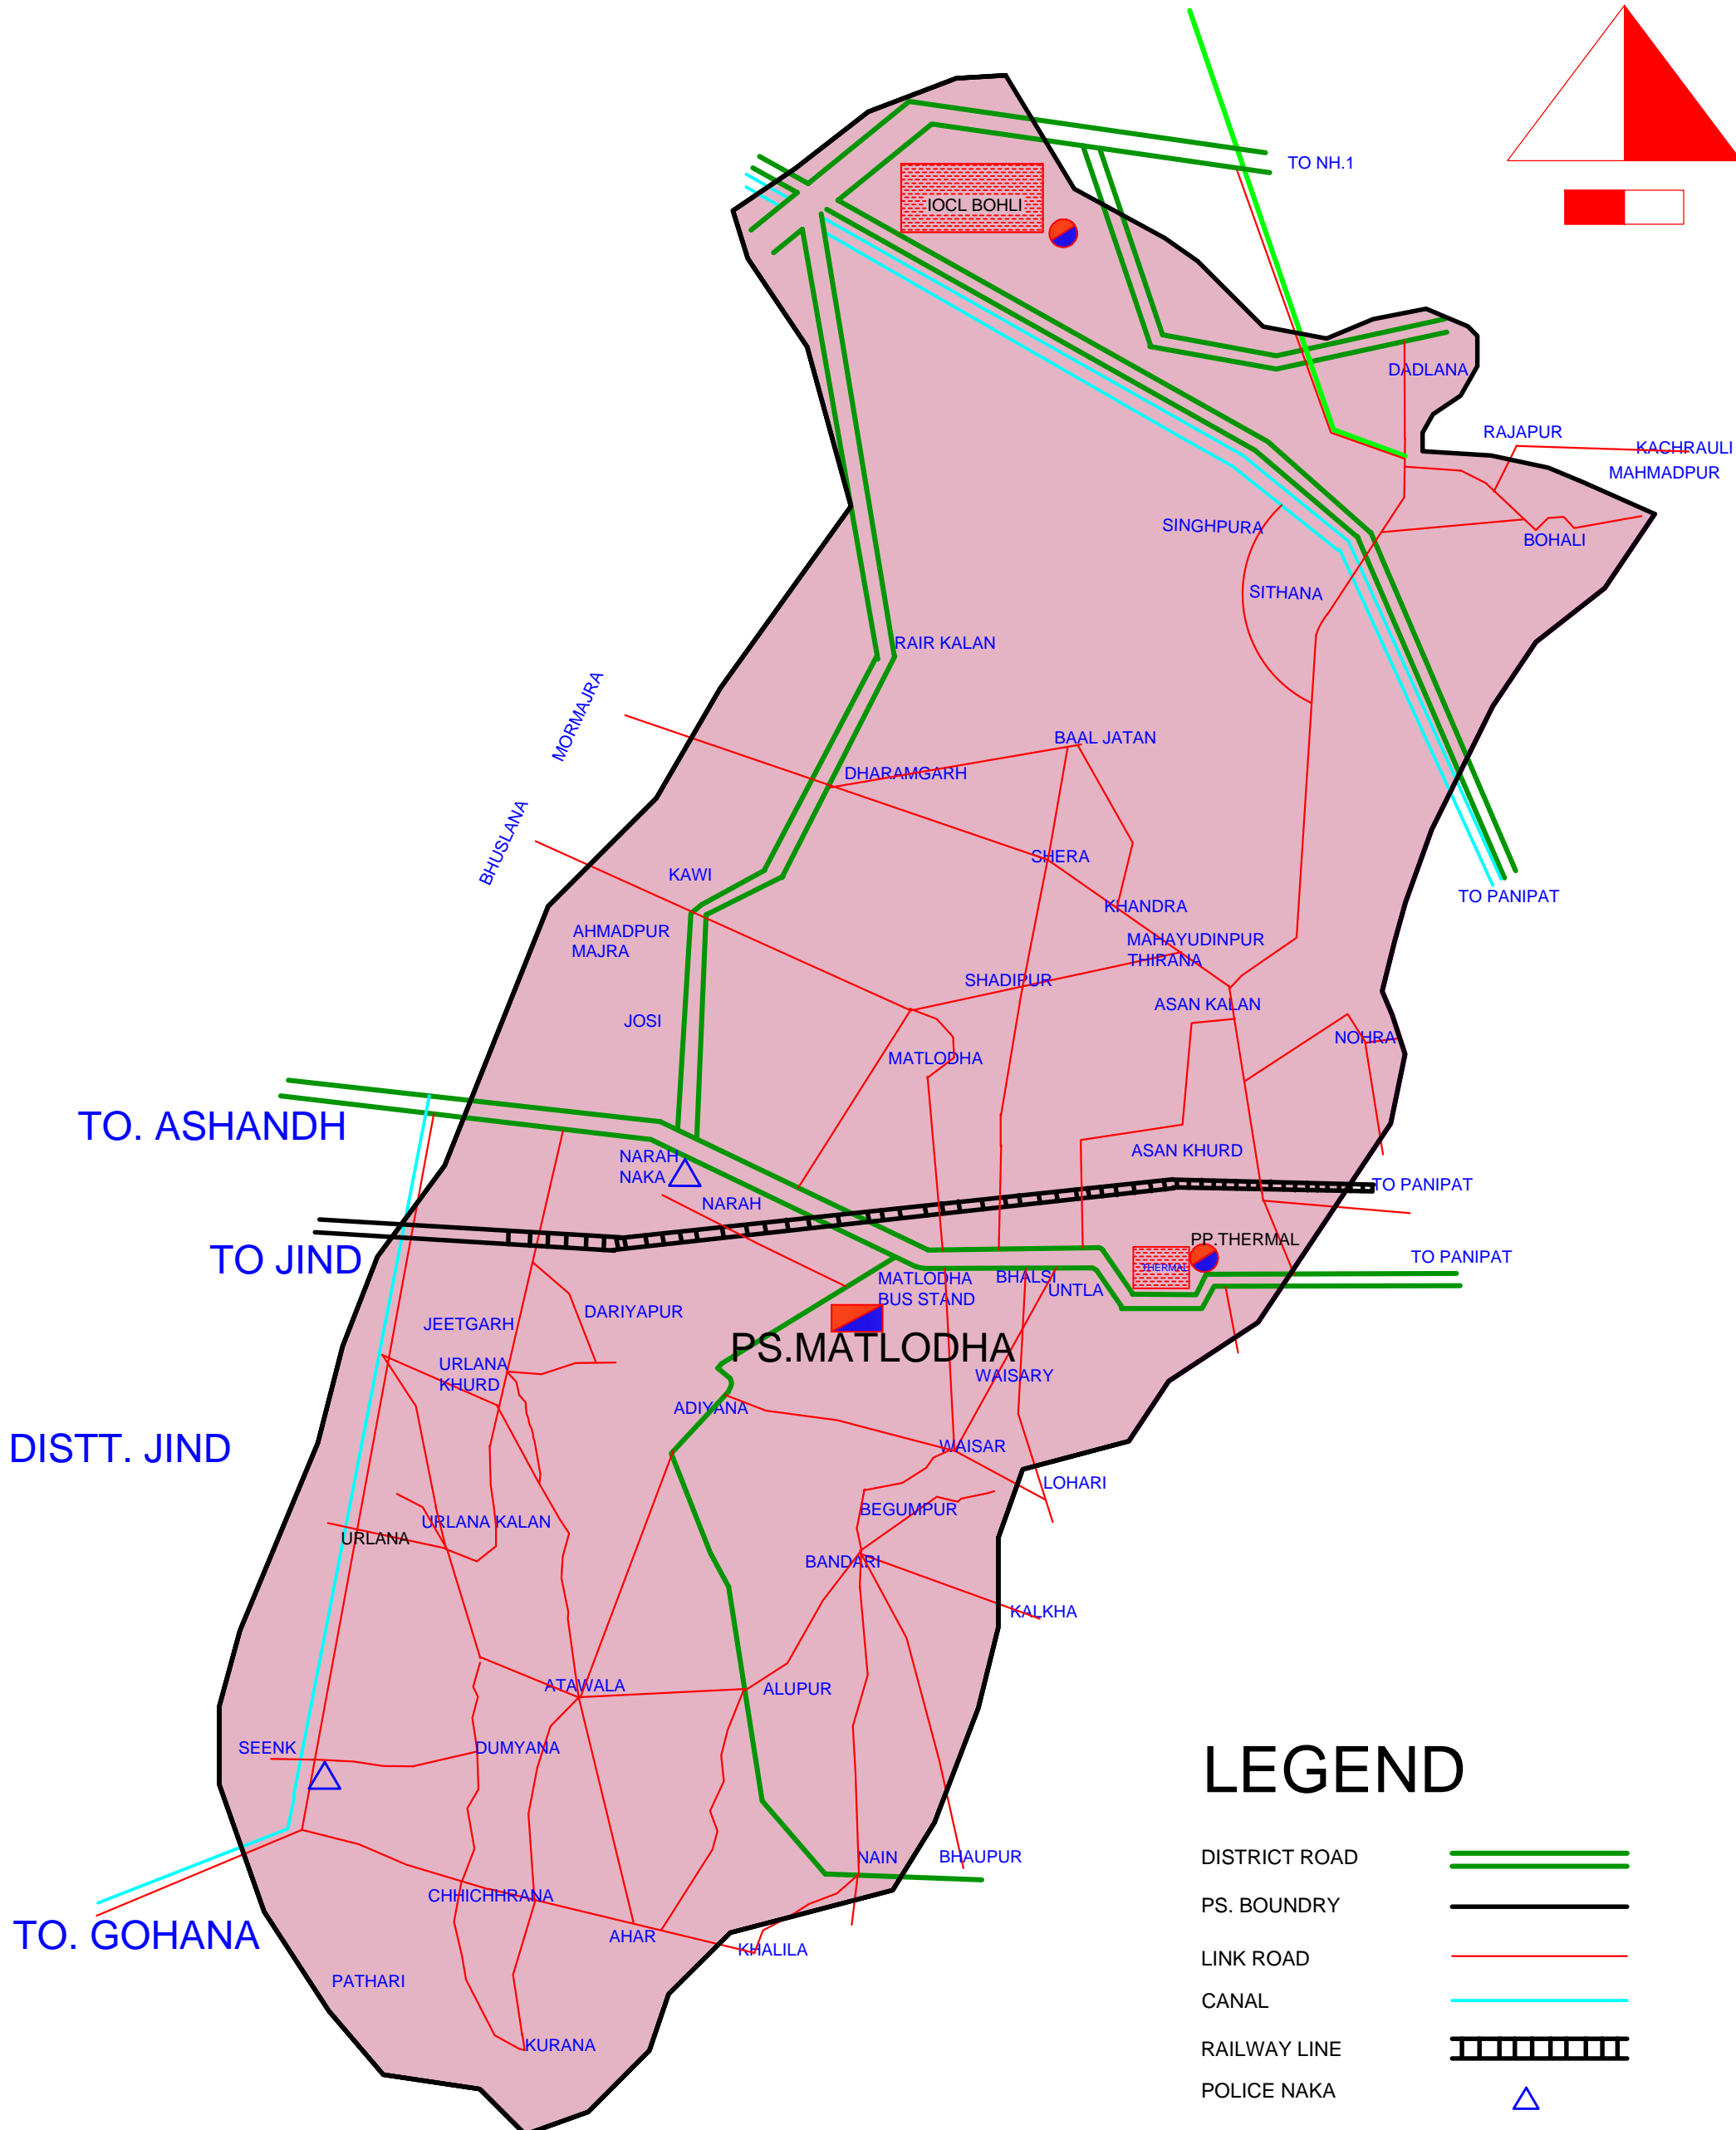 TO NH.1
IOCL BOHLI
DADLANA
RAJAPUR
KACHRAULI
MAHMADPUR
SINGHPURA
BOHALI
SITHANA
RAIR KALAN
MORMAJRA
BAAL JATAN
DHARAMGARH
BHUSLANA
SHERA
KAWI
TO PANIPAT
KHANDRA
AHMADPUR
MAJRA
MAHAYUDINPUR
THIRANA
SHADIPUR
ASAN KALAN
JOSI
NOHRA
MATLODHA
TO. ASHANDH
ASAN KHURD
NARAH
NAKA
TO PANIPAT
NARAH
PP.THERMAL
TO JIND
TO PANIPAT
THERMAL
MATLODHA
BUS STAND
BHALSI
UNTLA
DARIYAPUR
JEETGARH
PS.MATLODHA
URLANA
KHURD
WAISARY
ADIYANA
DISTT. JIND
WAISAR
LOHARI
BEGUMPUR
URLANA KALAN
URLANA
BANDARI
KALKHA
ATAWALA
ALUPUR
SEENK
DUMYANA
LEGEND
NAIN
BHAUPUR
DISTRICT ROAD
CHHICHHRANA
PS. BOUNDRY
TO. GOHANA
AHAR
KHALILA
LINK ROAD
PATHARI
CANAL
KURANA
RAILWAY LINE
POLICE NAKA